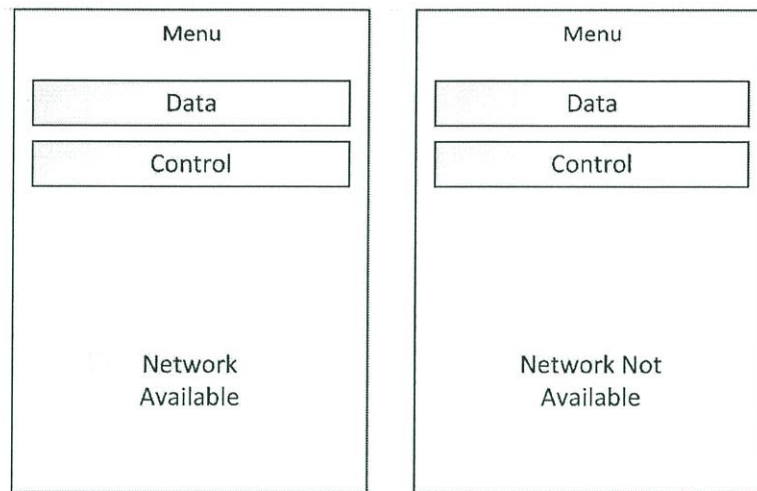 Menu
Data
Control
Network
Available
Menu
Data
Control
Network Not
Available